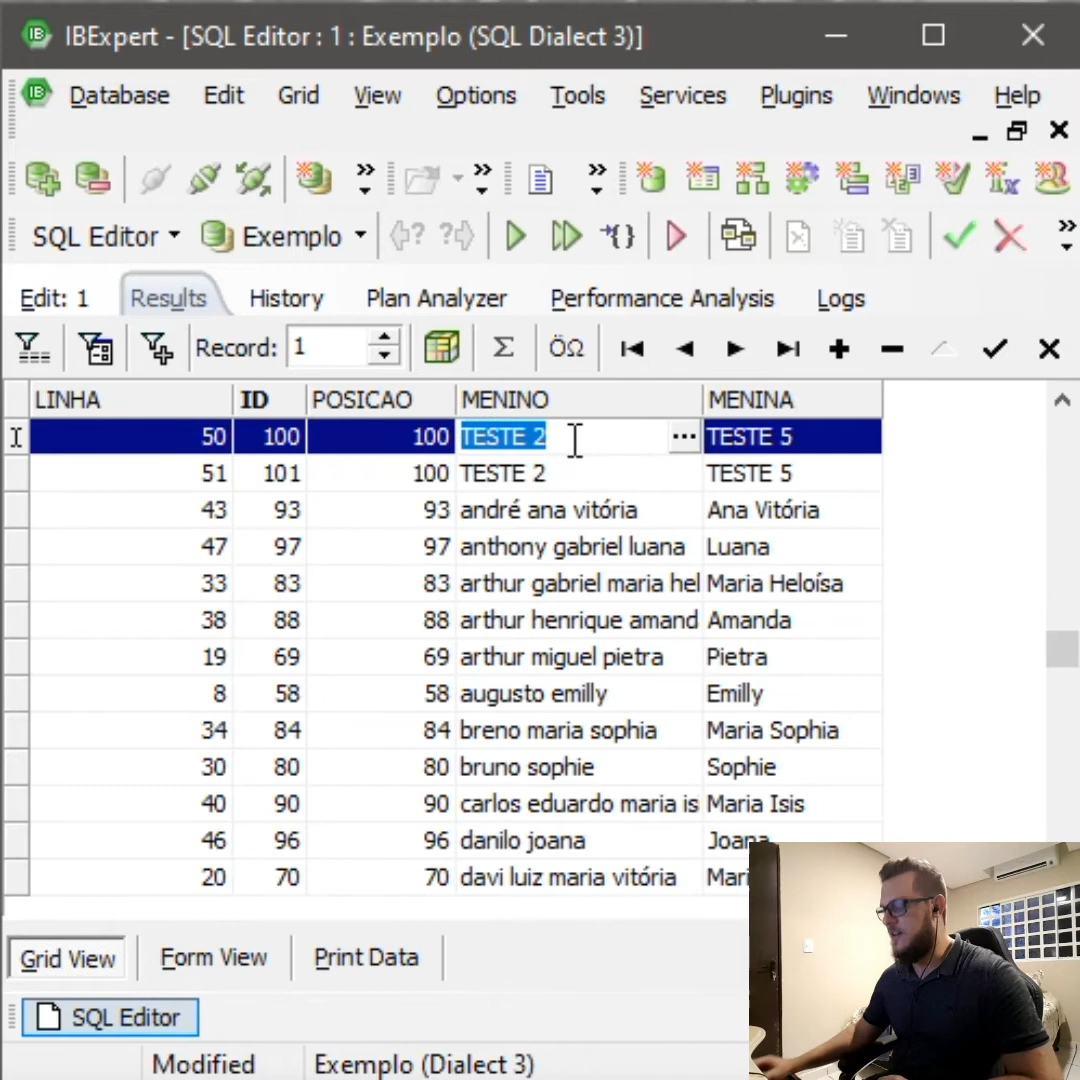 IBExpert - [SQL Editor : 1 : Exemplo (SQL Dialect 3)]
Database Edit Grid View Options Tools Services Plugins Windows Help
SQL Editor Exemplo
Edit: 1 Results History Plan Analyzer Performance Analysis Logs
Record: 1 Σ ÖΩ
LINHA ID POSICAO MENINO MENINA
50 100 100 TESTE 2 ... TESTE 5
51 101 100 TESTE 2 TESTE 5
43 93 93 andré ana vitória Ana Vitória
47 97 97 anthony gabriel luana Luana
33 83 83 arthur gabriel maria hel Maria Heloísa
38 88 88 arthur henrique amand Amanda
19 69 69 arthur miguel pietra Pietra
8 58 58 augusto emilly Emilly
34 84 84 breno maria sophia Maria Sophia
30 80 80 bruno sophie Sophie
40 90 90 carlos eduardo maria is Maria Isis
46 96 96 danilo joana Joana
20 70 70 davi luiz maria vitória Mari
Grid View Form View Print Data
SQL Editor
Modified Exemplo (Dialect 3)